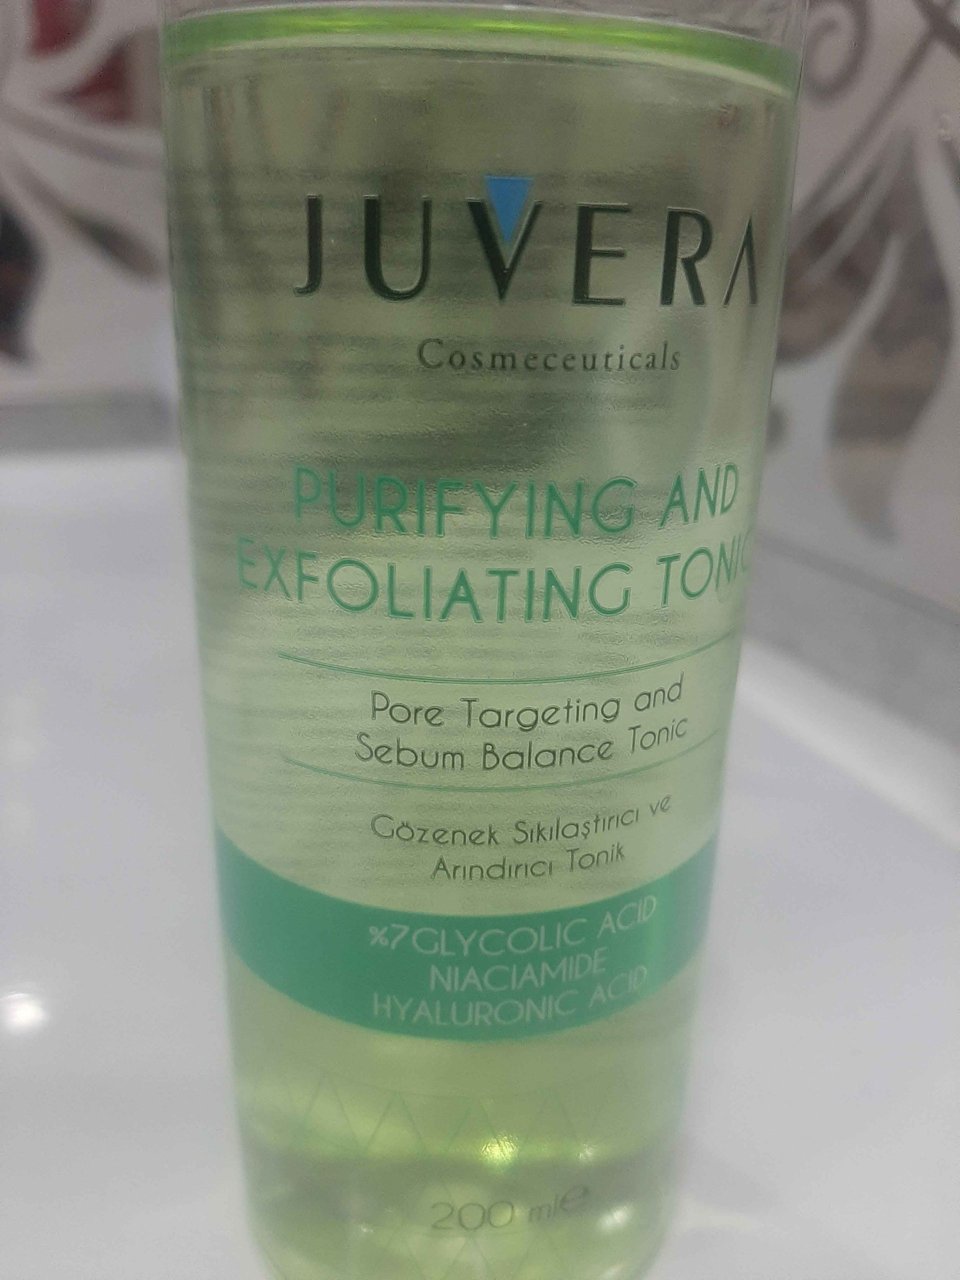 JUVERA
Cosmeceuticals
PURIFYING AND
EXFOLIATING TONIC
Pore Targeting and
Sebum Balance Tonic
Gözenek Sıkılaştırıcı ve
Arındırıcı Tonik
%7 GLYCOLIC ACID
NIACIAMIDE
HYALURONIC ACID
200 ml℮